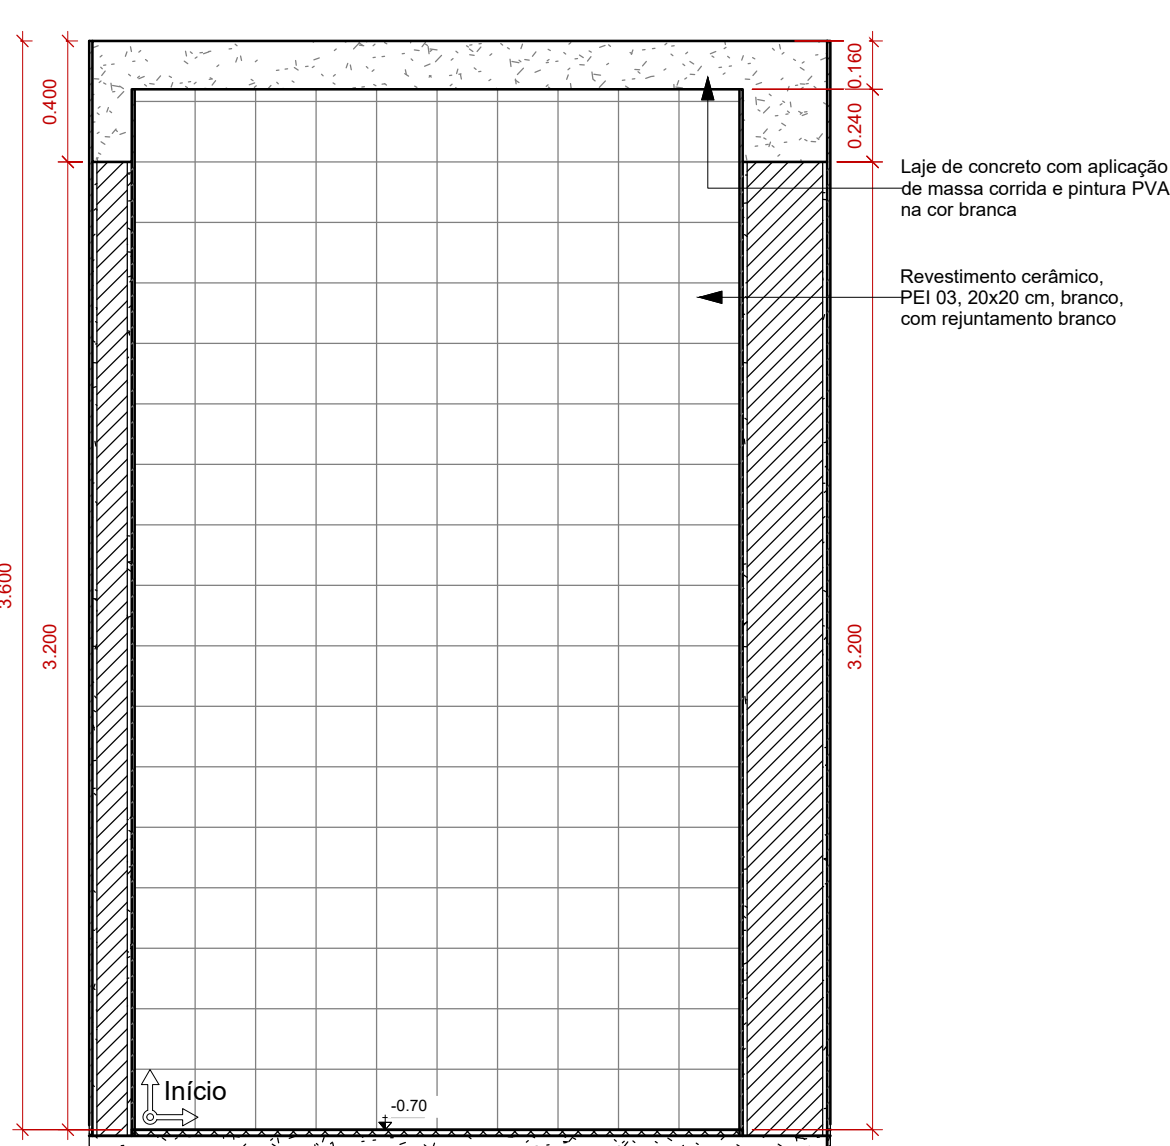 0.160
0.400
0.240
Laje de concreto com aplicação
de massa corrida e pintura PVA
na cor branca
Revestimento cerâmico,
PEI 03, 20x20 cm, branco,
com rejuntamento branco
3.600
3.200
3.200
Início
-0.70